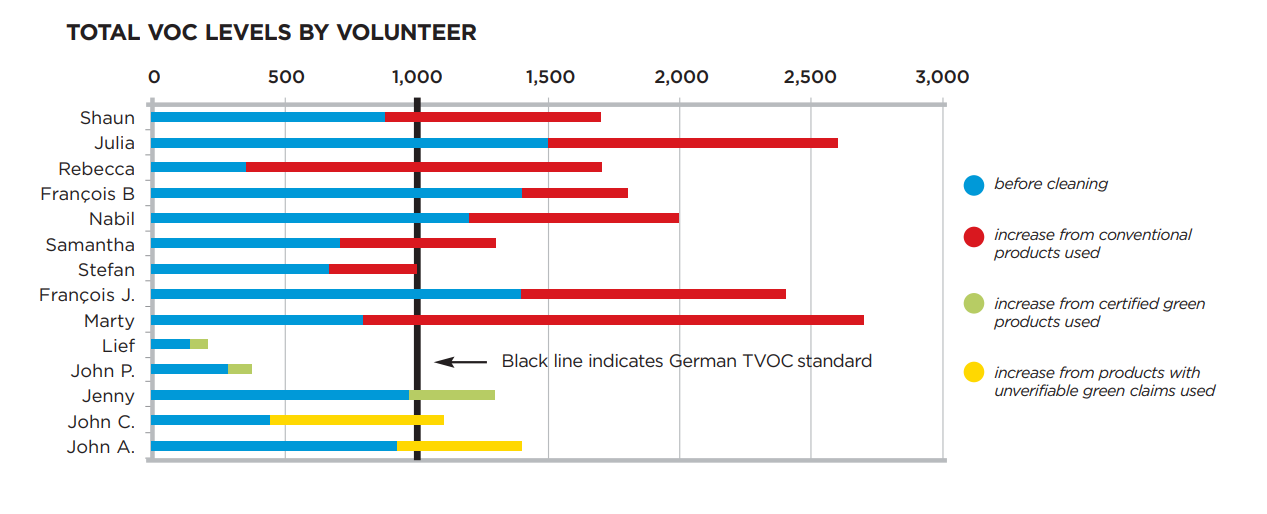 TOTAL VOC LEVELS BY VOLUNTEER
0 500 1,000 1,500 2,000 2,500 3,000
Shaun
Julia
Rebecca
François B
Nabil
Samantha
Stefan
François J.
Marty
Lief
John P.
Jenny
John C.
John A.
Black line indicates German TVOC standard
before cleaning
increase from conventional
products used
increase from certified green
products used
increase from products with
unverifiable green claims used